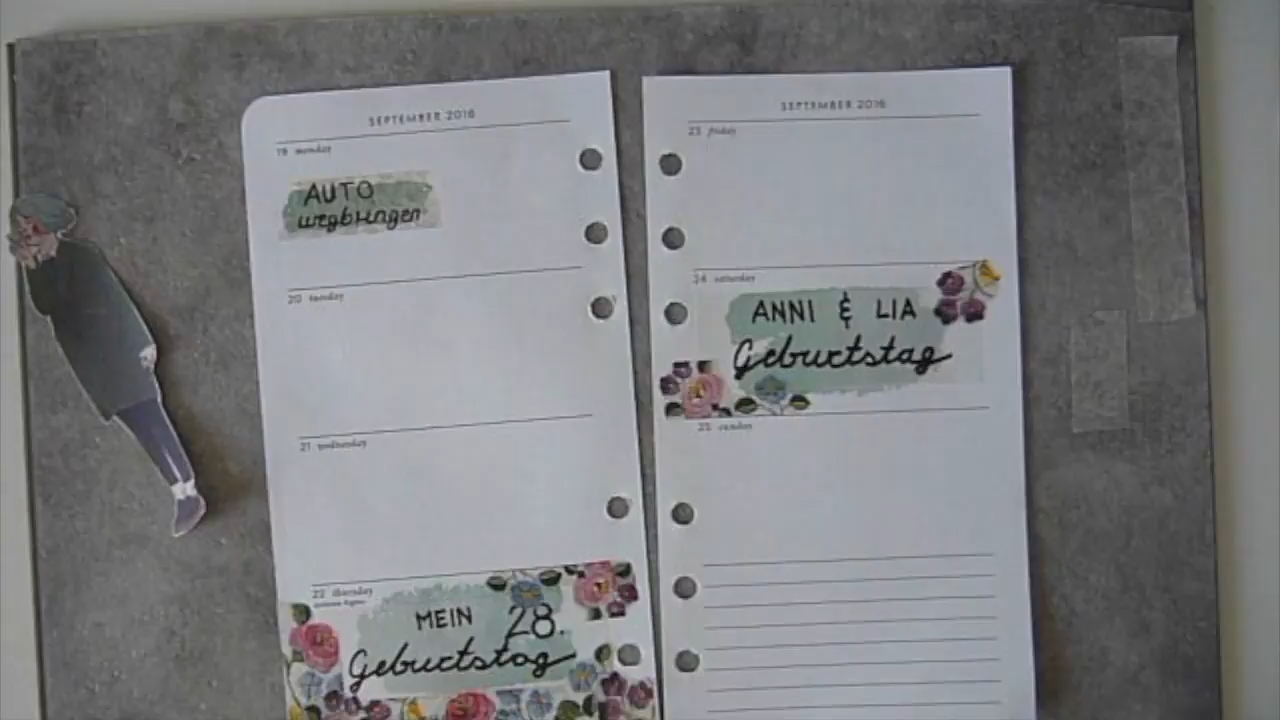 SEPTEMBER 2016
19 monday
AUTO
wegbringen
20 tuesday
21 wednesday
22 thursday
MEIN 28.
Geburtstag
SEPTEMBER 2016
23 friday
24 saturday
ANNI & LIA
Geburtstag
25 sunday